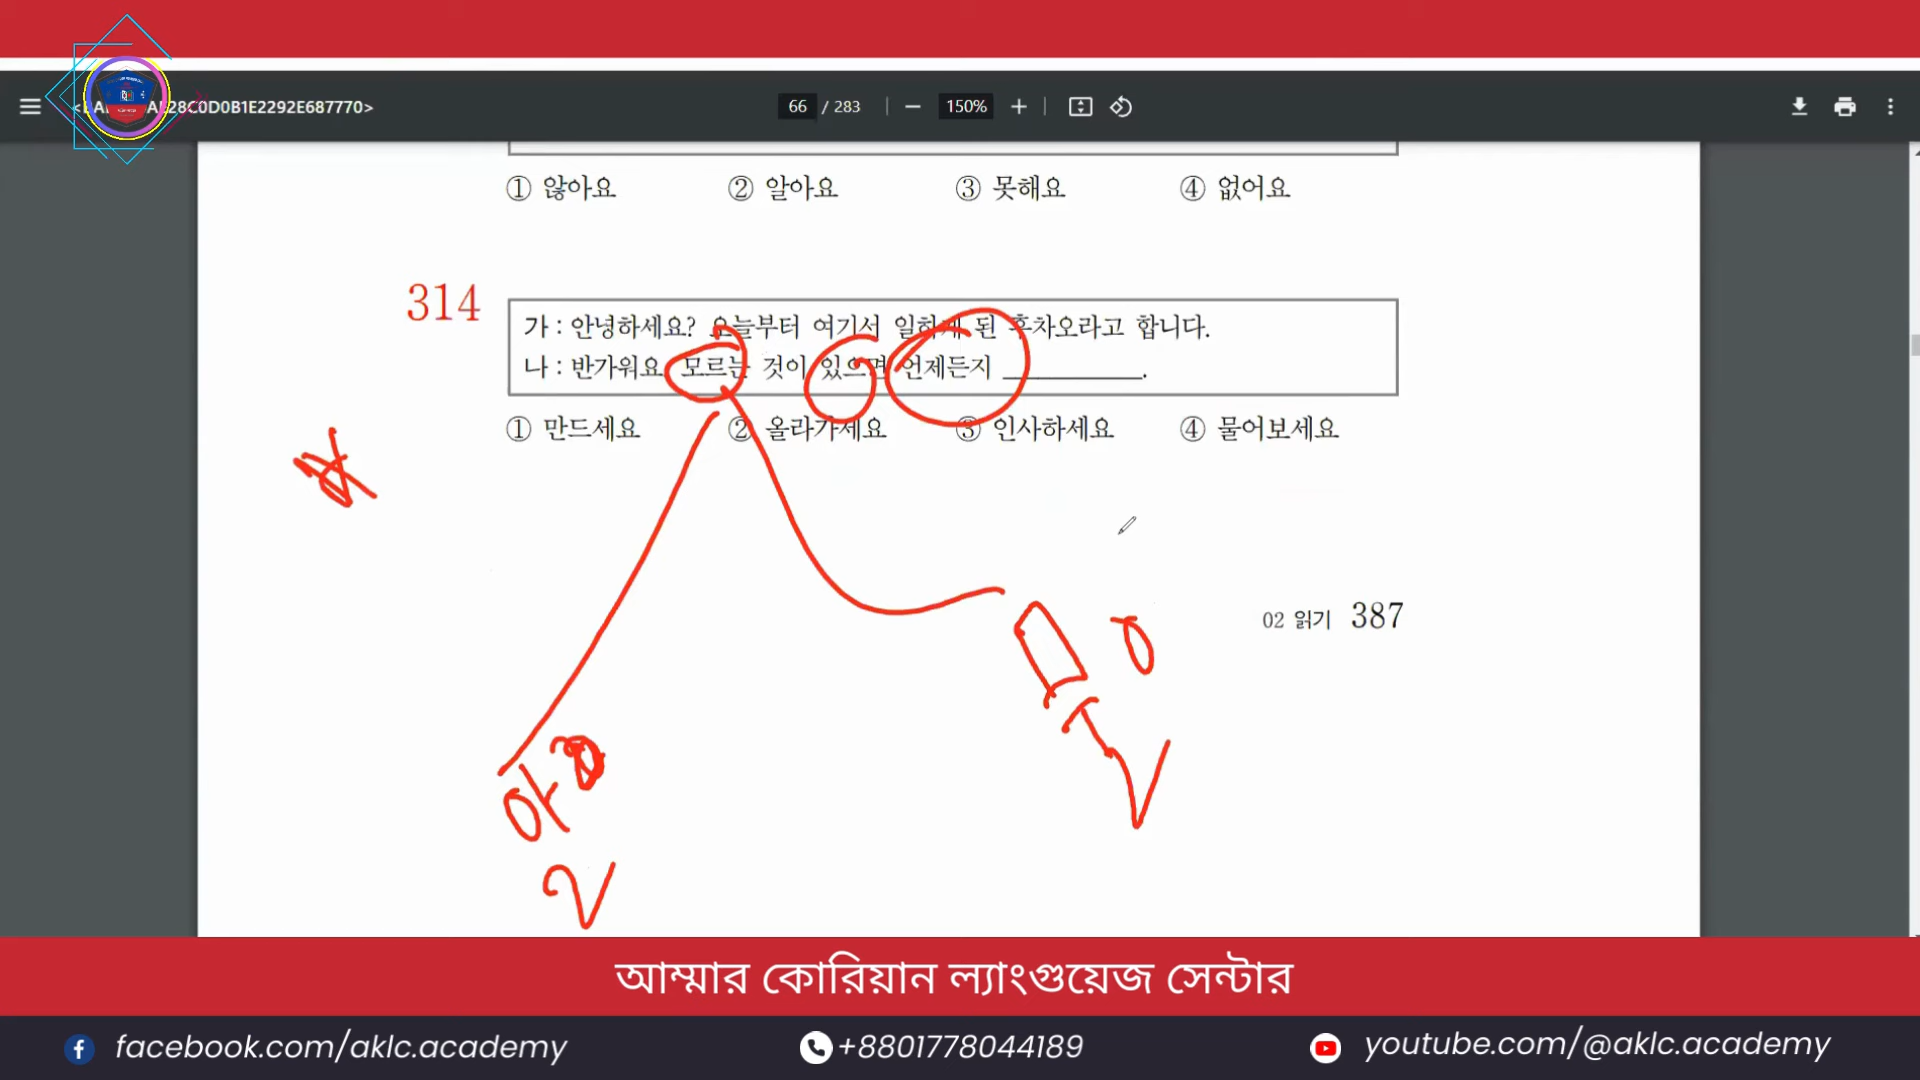 66 / 283
150%
① 않아요 ② 알아요 ③ 못해요 ④ 없어요
314
가 : 안녕하세요? 오늘부터 여기서 일하게 된 후차오라고 합니다.
나 : 반가워요. 모르는 것이 있으면 언제든지 __________.
① 만드세요 ② 올라가세요 ③ 인사하세요 ④ 물어보세요
02 읽기 387
আম্মার কোরিয়ান ল্যাংগুয়েজ সেন্টার
facebook.com/aklc.academy
+8801778044189
youtube.com/@aklc.academy